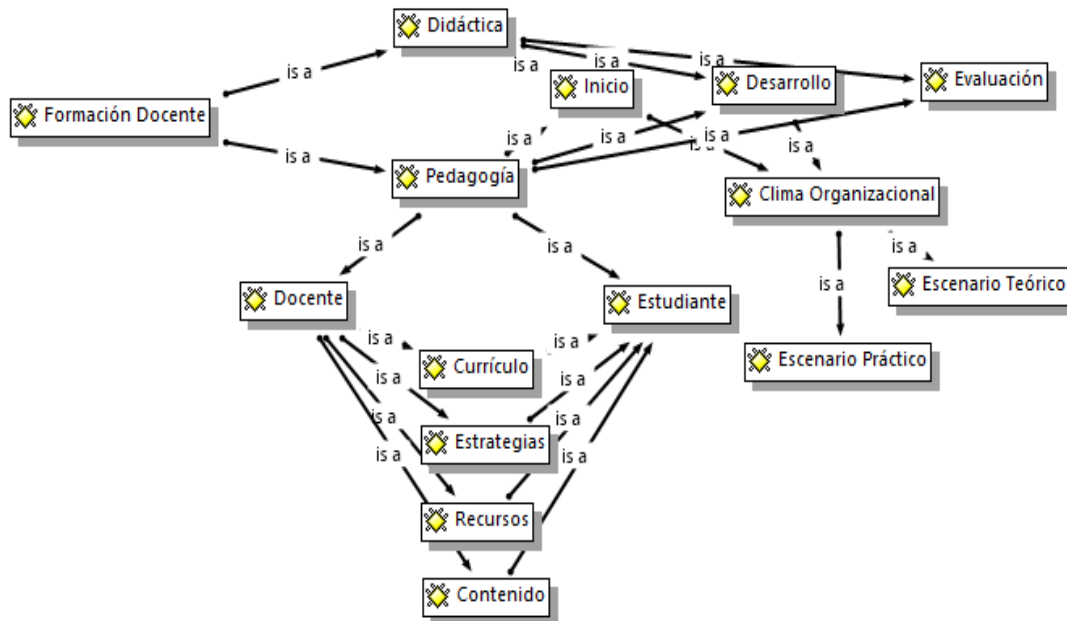 Didáctica
is a
is a
is a
is a
Inicio
Desarrollo
Evaluación
Formación Docente
is a
is a
is a
is a
is a
is a
is a
Pedagogía
Clima Organizacional
is a
is a
is a
is a
Docente
Estudiante
Escenario Teórico
is a
is a
Currículo
Escenario Práctico
is a
is a
is a
is a
Estrategias
is a
is a
Recursos
Contenido